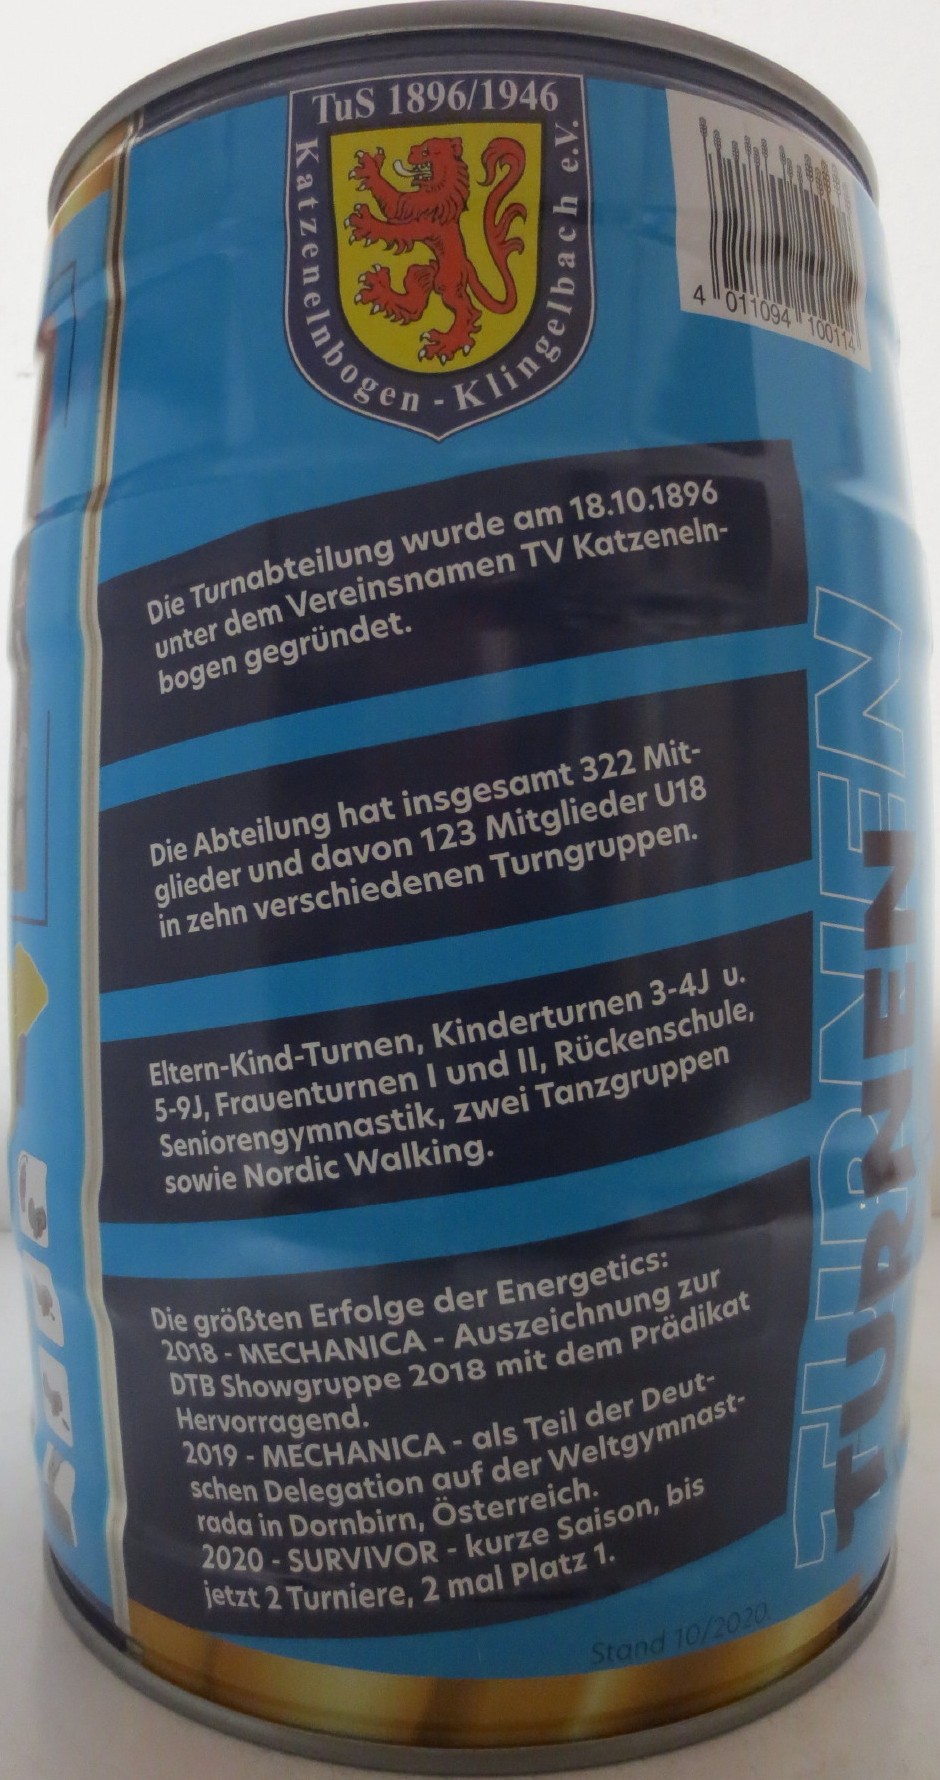 TuS 1896/1946
Katzenelnbogen - Klingelbach e.V.
4 011094 100114
Die Turnabteilung wurde am 18.10.1896
unter dem Vereinsnamen TV Katzeneln-
bogen gegründet.
Die Abteilung hat insgesamt 322 Mit-
glieder und davon 123 Mitglieder U18
in zehn verschiedenen Turngruppen.
Eltern-Kind-Turnen, Kinderturnen 3-4J u.
5-9J, Frauenturnen I und II, Rückenschule,
Seniorengymnastik, zwei Tanzgruppen
sowie Nordic Walking.
Die größten Erfolge der Energetics:
2018 - MECHANICA - Auszeichnung zur
DTB Showgruppe 2018 mit dem Prädikat
Hervorragend.
2019 - MECHANICA - als Teil der Deut-
schen Delegation auf der Weltgymnast-
rada in Dornbirn, Österreich.
2020 - SURVIVOR - kurze Saison, bis
jetzt 2 Turniere, 2 mal Platz 1.
Stand 10/2020
TURNEN
TURNEN